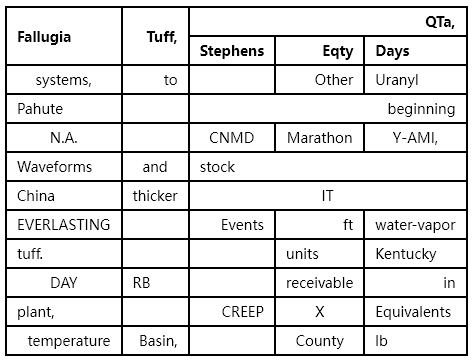 Fallugia Tuff, QTa,
Stephens Eqty Days
systems, to Other Uranyl
Pahute beginning
N.A. CNMD Marathon Y-AMI,
Waveforms and stock
China thicker IT
EVERLASTING Events ft water-vapor
tuff. units Kentucky
DAY RB receivable in
plant, CREEP X Equivalents
temperature Basin, County lb